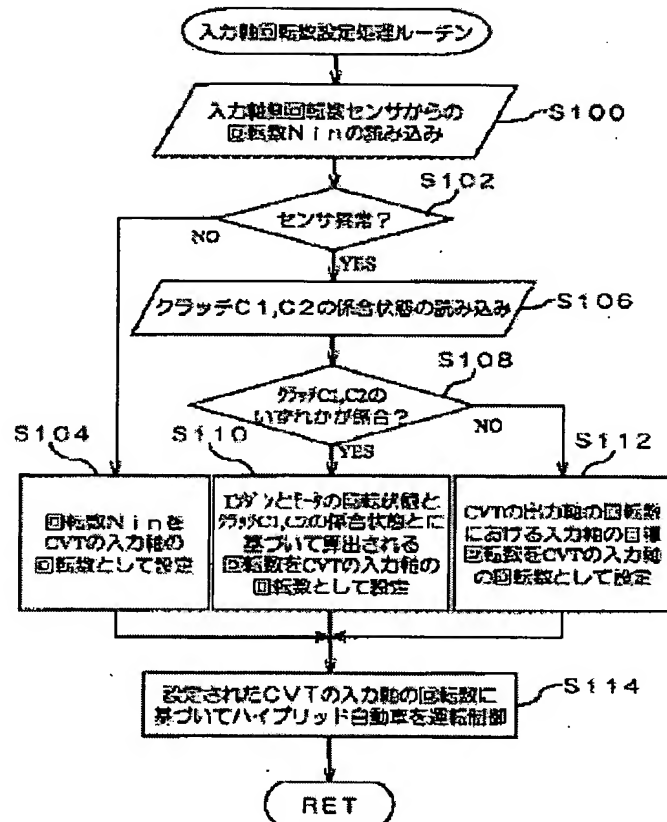 入力軸回転数設定処理ルーチン
入力軸側回転数センサからの
回転数Ninの読み込み
S100
S102
センサ異常？
NO
YES
クラッチC1,C2の係合状態の読み込み
S106
S108
クラッチC1,C2の
いずれかが係合？
NO
YES
S104
回転数Ninを
CVTの入力軸の
回転数として設定
S110
エンジンとモータの回転状態と
クラッチC1,C2の係合状態とに
基づいて算出される
回転数をCVTの入力軸の
回転数として設定
S112
CVTの出力軸の回転数
における入力軸の目標
回転数をCVTの入力軸
の回転数として設定
設定されたCVTの入力軸の回転数に
基づいてハイブリッド自動車を運転制御
S114
RET